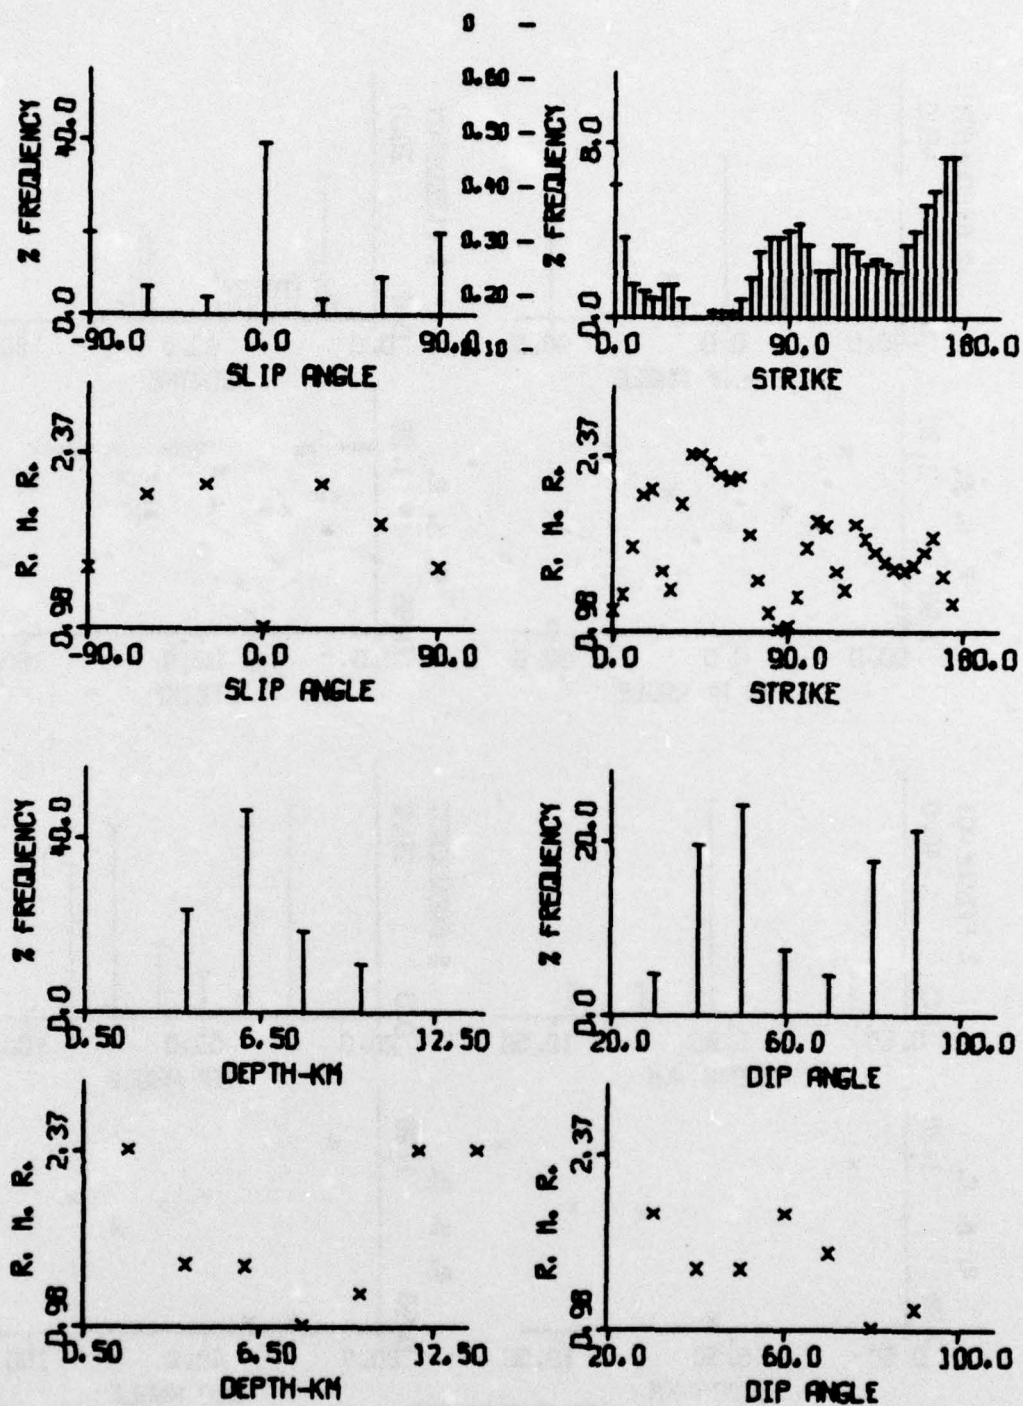 0 -
0.60 -
0.50 -
0.40 -
0.30 -
0.20 -
0.10 -
% FREQUENCY
40.0
0.0
-90.0 0.0 90.0
SLIP ANGLE
% FREQUENCY
8.0
0.0
0.0 90.0 180.0
STRIKE
R. M. R.
2.37
0.98
-90.0 0.0 90.0
SLIP ANGLE
R. M. R.
2.37
0.98
0.0 90.0 180.0
STRIKE
% FREQUENCY
40.0
0.0
0.50 6.50 12.50
DEPTH-KM
% FREQUENCY
20.0
0.0
20.0 60.0 100.0
DIP ANGLE
R. M. R.
2.37
0.98
0.50 6.50 12.50
DEPTH-KM
R. M. R.
2.37
0.98
20.0 60.0 100.0
DIP ANGLE